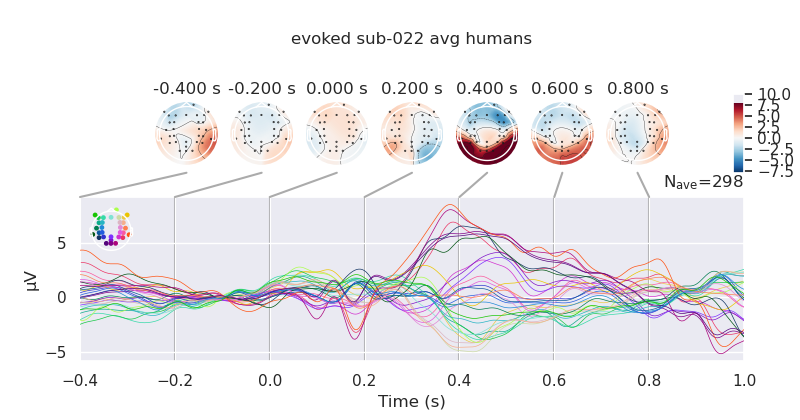 evoked sub-022 avg humans
-0.400 s -0.200 s 0.000 s 0.200 s 0.400 s 0.600 s 0.800 s
10.0
7.5
5.0
2.5
0.0
−2.5
−5.0
−7.5
Nave=298
5
0
−5
µV
−0.4 −0.2 0.0 0.2 0.4 0.6 0.8 1.0
Time (s)